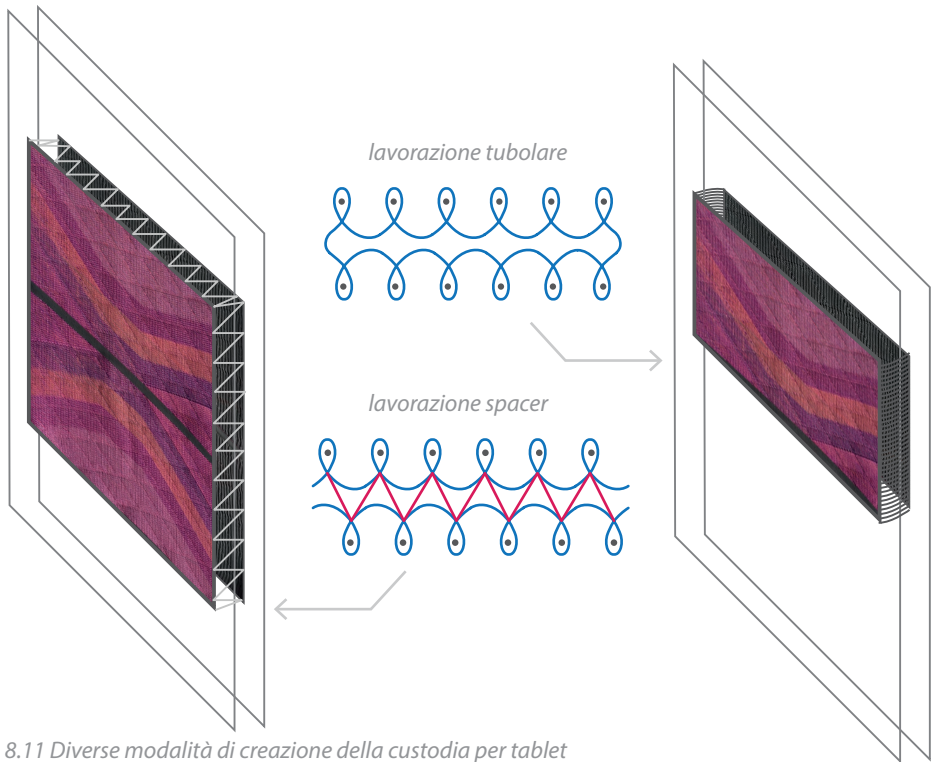 lavorazione tubolare
lavorazione spacer
8.11 Diverse modalità di creazione della custodia per tablet